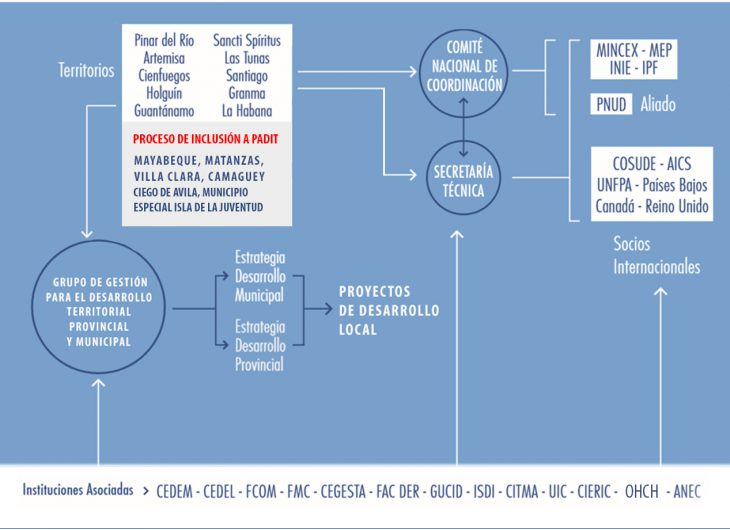 Territorios
Pinar del Río
Artemisa
Cienfuegos
Holguín
Guantánamo
Sancti Spíritus
Las Tunas
Santiago
Granma
La Habana
PROCESO DE INCLUSIÓN A PADIT
MAYABEQUE, MATANZAS,
VILLA CLARA, CAMAGUEY
CIEGO DE AVILA, MUNICIPIO
ESPECIAL ISLA DE LA JUVENTUD
COMITÉ
NACIONAL DE
COORDINACIÓN
SECRETARÍA
TÉCNICA
MINCEX - MEP
INIE - IPF
PNUD Aliado
COSUDE - AICS
UNFPA - Países Bajos
Canadá - Reino Unido
Socios
Internacionales
GRUPO DE GESTIÓN
PARA EL DESARROLLO
TERRITORIAL
PROVINCIAL
Y MUNICIPAL
Estrategia
Desarrollo
Municipal
Estrategia
Desarrollo
Provincial
PROYECTOS
DE DESARROLLO
LOCAL
Instituciones Asociadas > CEDEM - CEDEL - FCOM - FMC - CEGESTA - FAC DER - GUCID - ISDI - CITMA - UIC - CIERIC - OHCH - ANEC